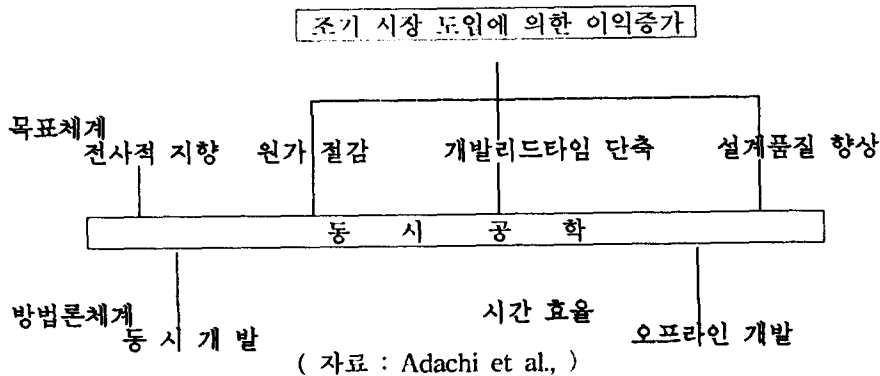 조기 시장 도입에 의한 이익증가
목표체계
전사적 지향 원가 절감 개발리드타임 단축 설계품질 향상
동 시 공 학
방법론체계
동 시 개 발 시간 효율 오프라인 개발
( 자료 : Adachi et al., )